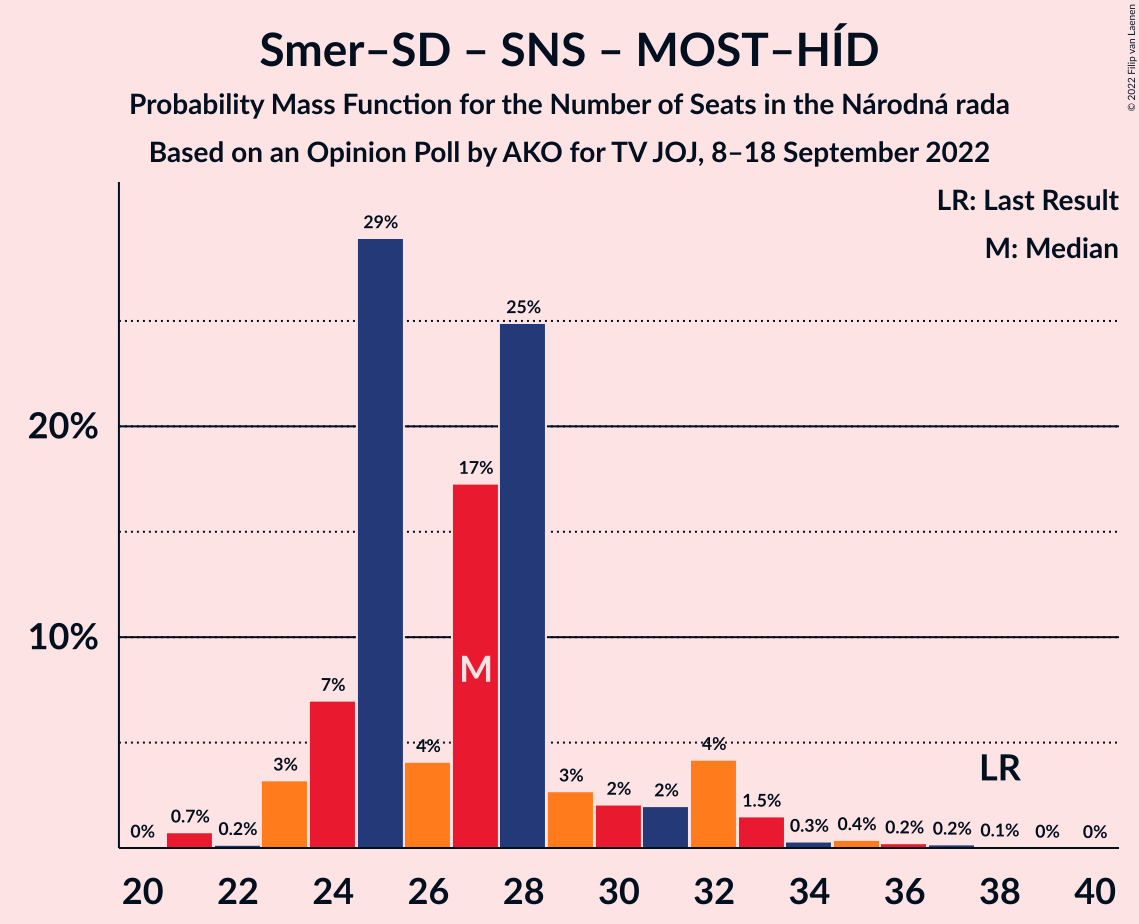 Smer–SD – SNS – MOST–HÍD
Probability Mass Function for the Number of Seats in the Národná rada
Based on an Opinion Poll by AKO for TV JOJ, 8–18 September 2022
© 2022 Filip van Laenen
LR: Last Result
M: Median
29%
25%
20%
17%
10%
M
7%
4%
4%
LR
3%
3%
2%
2%
1.5%
0%
0.7%
0.2%
0.3%
0.4%
0.2%
0.2%
0.1%
0%
0%
20 22 24 26 28 30 32 34 36 38 40